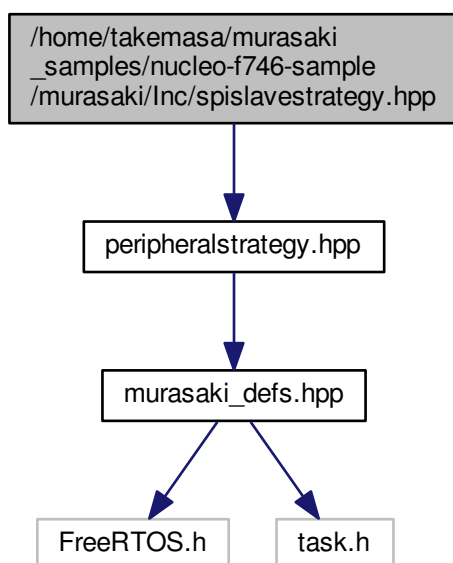 /home/takemasa/murasaki
_samples/nucleo-f746-sample
/murasaki/Inc/spislavestrategy.hpp
peripheralstrategy.hpp
murasaki_defs.hpp
FreeRTOS.h
task.h